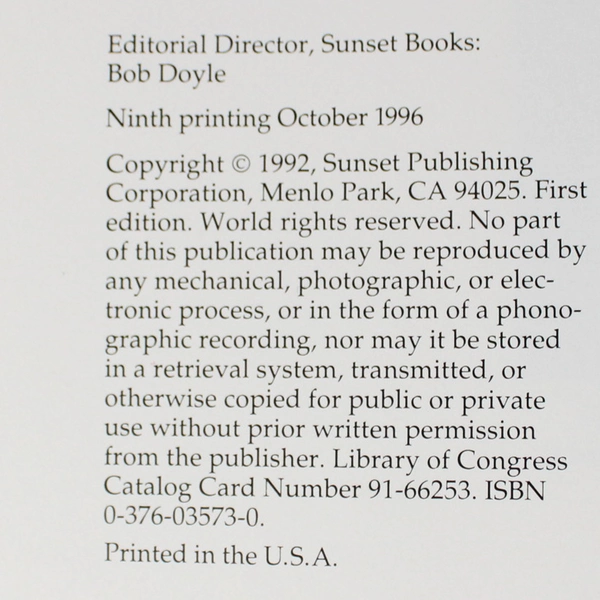 Editorial Director, Sunset Books:
Bob Doyle
Ninth printing October 1996
Copyright © 1992, Sunset Publishing
Corporation, Menlo Park, CA 94025. First
edition. World rights reserved. No part
of this publication may be reproduced by
any mechanical, photographic, or elec-
tronic process, or in the form of a phono-
graphic recording, nor may it be stored
in a retrieval system, transmitted, or
otherwise copied for public or private
use without prior written permission
from the publisher. Library of Congress
Catalog Card Number 91-66253. ISBN
0-376-03573-0.
Printed in the U.S.A.